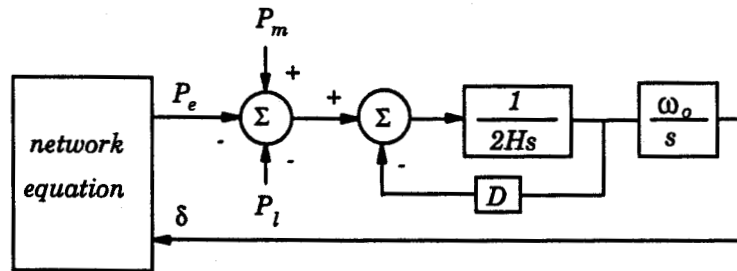 P_m
+
P_e
Σ
-
-
P_l
+
Σ
-
1
2Hs
D
ω_o
s
network
equation
δ